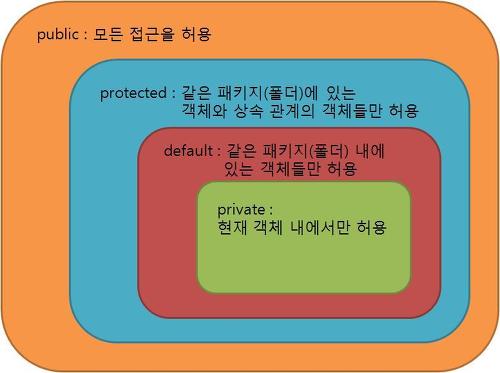 public : 모든 접근을 허용
protected : 같은 패키지(폴더)에 있는
객체와 상속 관계의 객체들만 허용
default : 같은 패키지(폴더) 내에
있는 객체들만 허용
private :
현재 객체 내에서만 허용